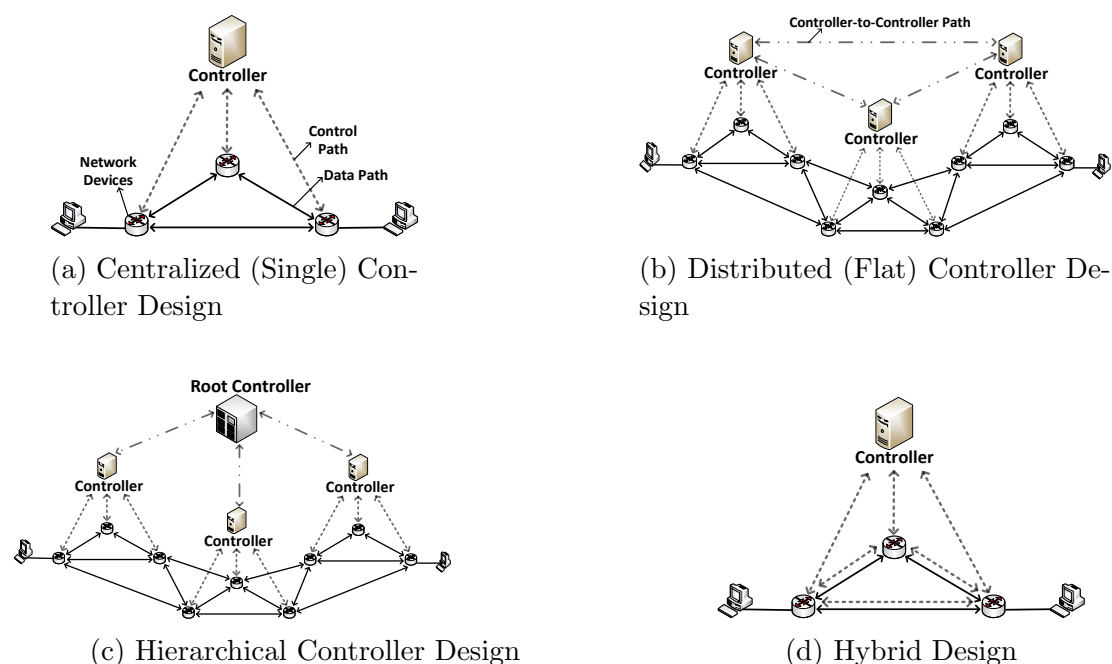 Controller
Control
Path
Network
Devices
Data Path
(a) Centralized (Single) Con-
troller Design
Controller-to-Controller Path
Controller
Controller
Controller
(b) Distributed (Flat) Controller De-
sign
Root Controller
Controller
Controller
Controller
(c) Hierarchical Controller Design
Controller
(d) Hybrid Design